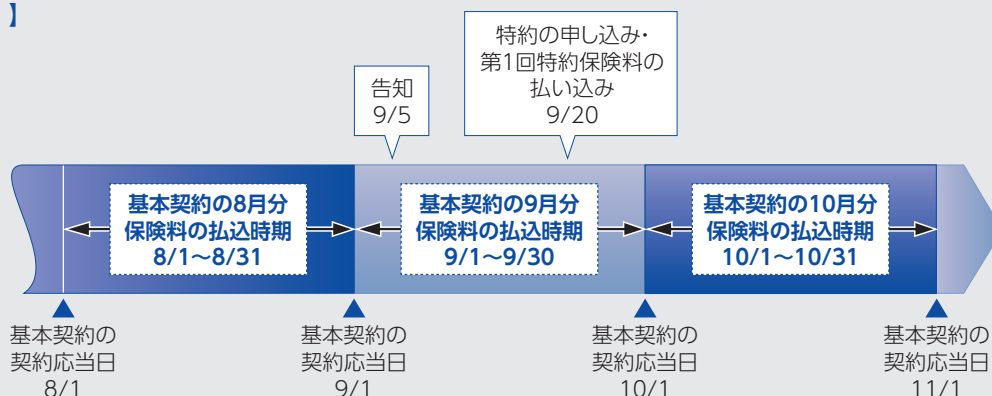 】
特約の申し込み・
第1回特約保険料の
払い込み
9/20
告知
9/5
基本契約の8月分
保険料の払込時期
8/1～8/31
基本契約の9月分
保険料の払込時期
9/1～9/30
基本契約の10月分
保険料の払込時期
10/1～10/31
基本契約の
契約応当日
8/1
基本契約の
契約応当日
9/1
基本契約の
契約応当日
10/1
基本契約の
契約応当日
11/1